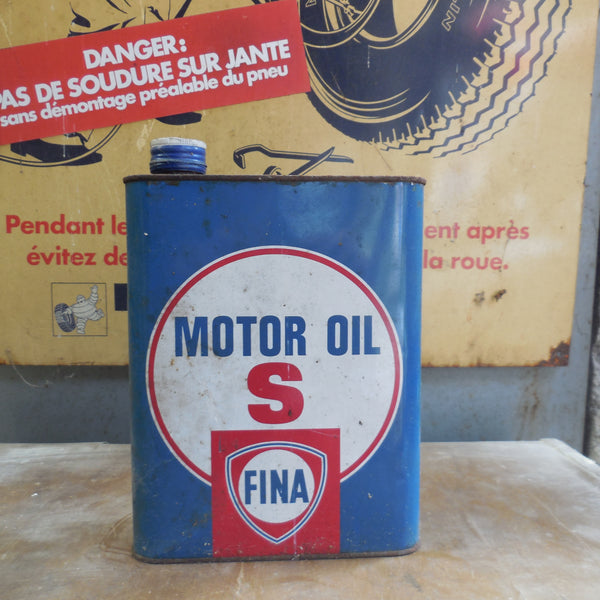 DANGER:
PAS DE SOUDURE SUR JANTE
sans démontage préalable du pneu
Pendant le
ent après
évitez de
la roue.
MOTOR OIL
S
FINA